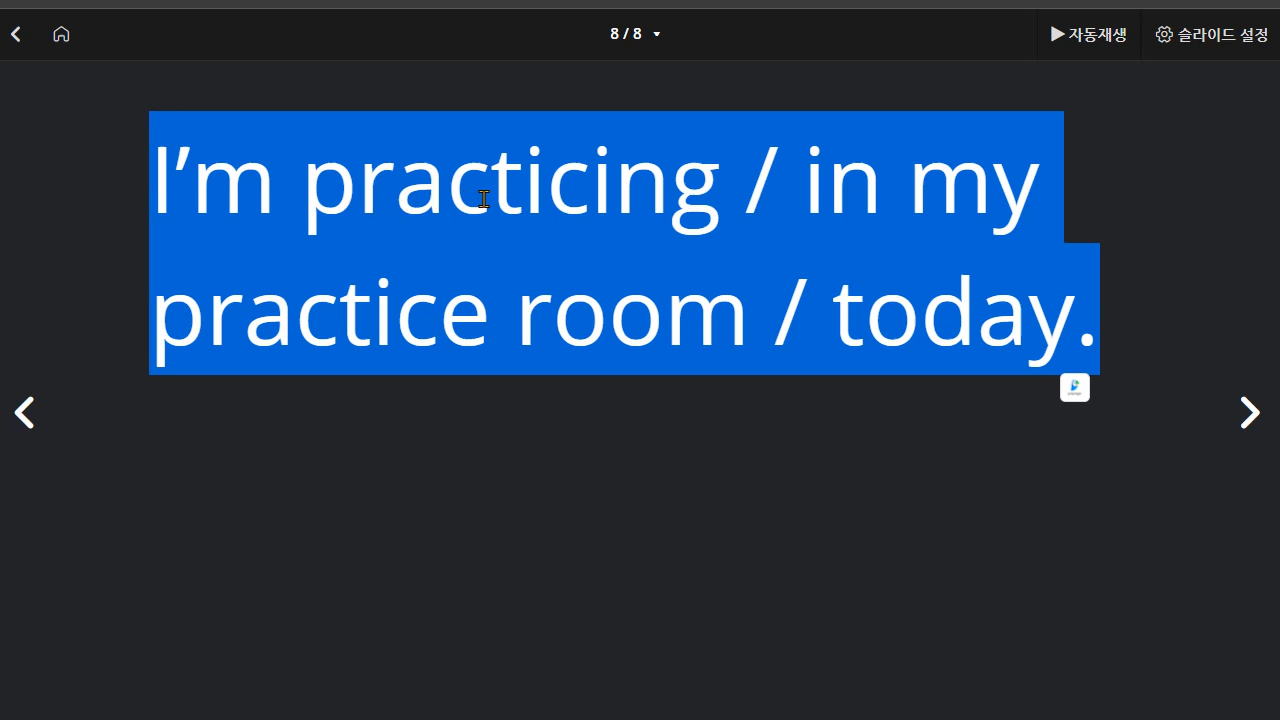 8 / 8
자동재생
슬라이드 설정
I’m practicing / in my
practice room / today.